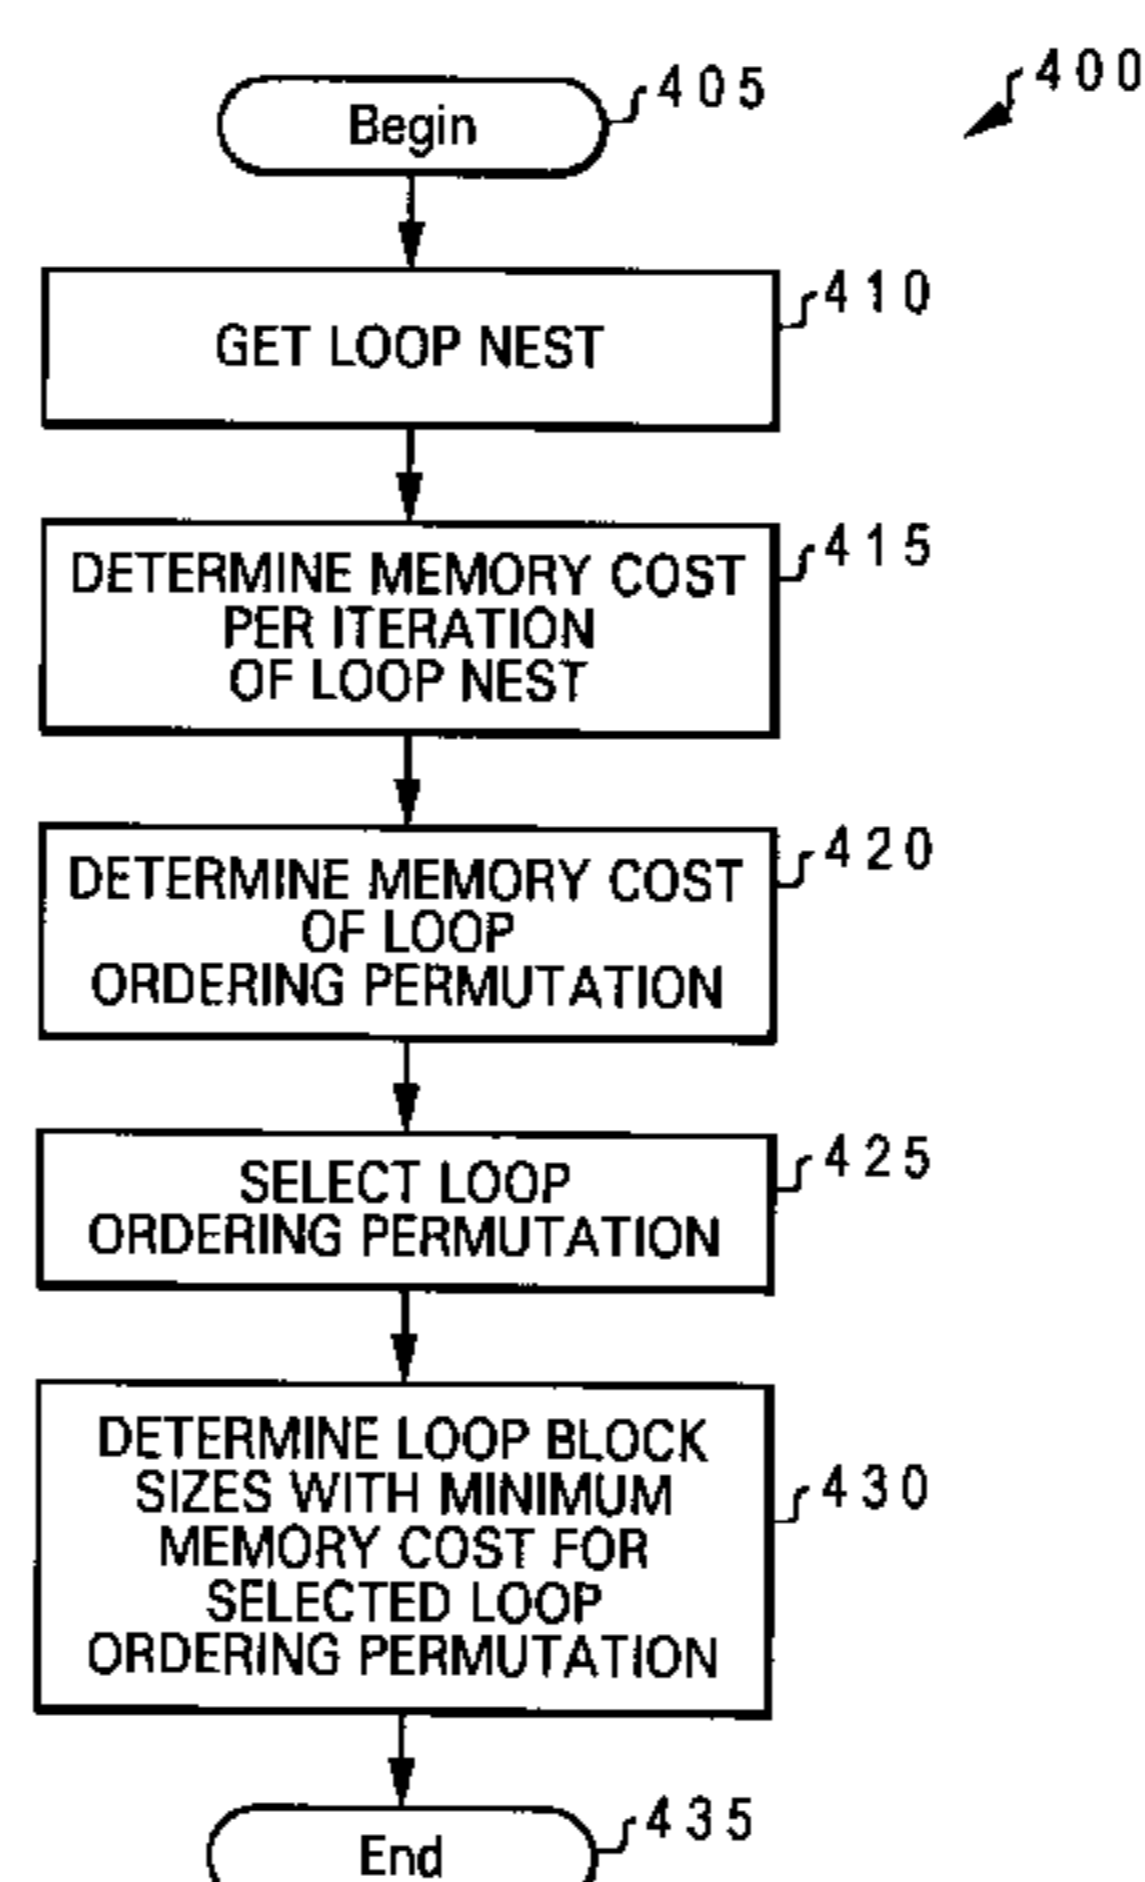 400
Begin
405
GET LOOP NEST
410
DETERMINE MEMORY COST
PER ITERATION
OF LOOP NEST
415
DETERMINE MEMORY COST
OF LOOP
ORDERING PERMUTATION
420
SELECT LOOP
ORDERING PERMUTATION
425
DETERMINE LOOP BLOCK
SIZES WITH MINIMUM
MEMORY COST FOR
SELECTED LOOP
ORDERING PERMUTATION
430
End
435